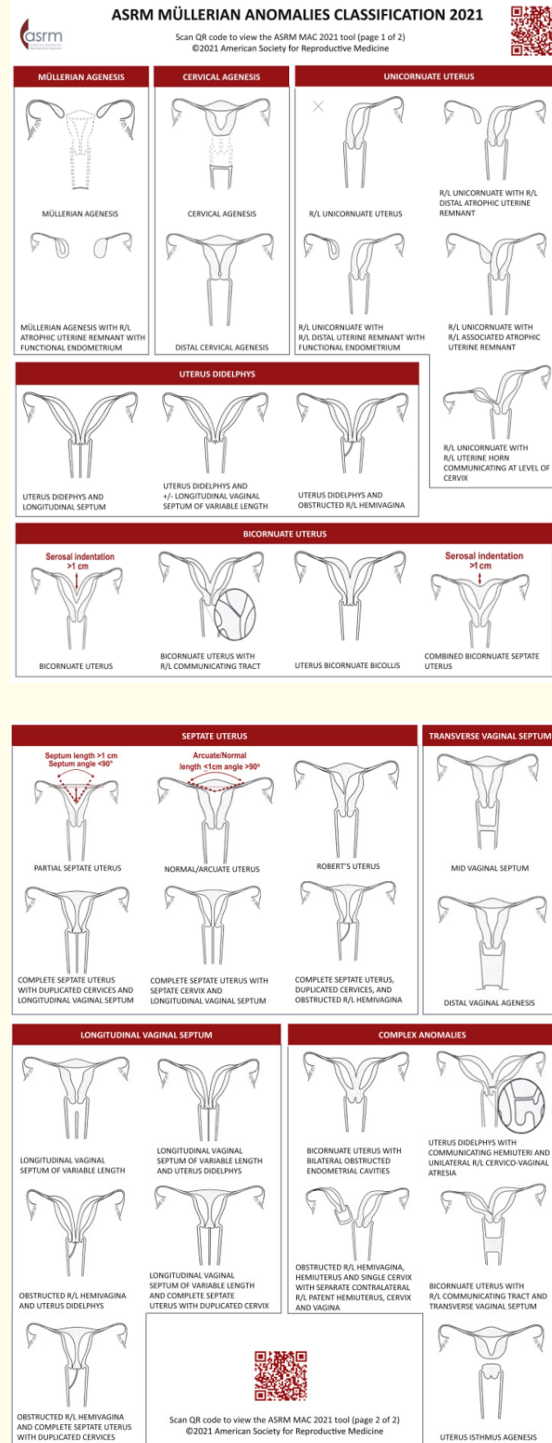 asrm
ASRM MÜLLERIAN ANOMALIES CLASSIFICATION 2021
Scan QR code to view the ASRM MAC 2021 tool (page 1 of 2)
©2021 American Society for Reproductive Medicine
MÜLLERIAN AGENESIS
MÜLLERIAN AGENESIS
MÜLLERIAN AGENESIS WITH R/L
ATROPHIC UTERINE REMNANT WITH
FUNCTIONAL ENDOMETRIUM
CERVICAL AGENESIS
CERVICAL AGENESIS
DISTAL CERVICAL AGENESIS
UNICORNUATE UTERUS
R/L UNICORNUATE UTERUS
R/L UNICORNUATE WITH R/L
DISTAL ATROPHIC UTERINE
REMNANT
R/L UNICORNUATE WITH
R/L DISTAL UTERINE REMNANT WITH
FUNCTIONAL ENDOMETRIUM
R/L UNICORNUATE WITH
R/L ASSOCIATED ATROPHIC
UTERINE REMNANT
R/L UNICORNUATE WITH
R/L UTERINE HORN
COMMUNICATING AT LEVEL OF
CERVIX
UTERUS DIDELPHYS
UTERUS DIDEPHYS AND
LONGITUDINAL SEPTUM
UTERUS DIDELPHYS AND
+/- LONGITUDINAL VAGINAL
SEPTUM OF VARIABLE LENGTH
UTERUS DIDELPHYS AND
OBSTRUCTED R/L HEMIVAGINA
BICORNUATE UTERUS
Serosal indentation
>1 cm
BICORNUATE UTERUS
BICORNUATE UTERUS WITH
R/L COMMUNICATING TRACT
UTERUS BICORNUATE BICOLLIS
Serosal indentation
>1 cm
COMBINED BICORNUATE SEPTATE
UTERUS
SEPTATE UTERUS
Septum length >1 cm
Septum angle <90°
PARTIAL SEPTATE UTERUS
Arcuate/Normal
length ≤1cm angle >90°
NORMAL/ARCUATE UTERUS
ROBERT'S UTERUS
COMPLETE SEPTATE UTERUS
WITH DUPLICATED CERVICES AND
LONGITUDINAL VAGINAL SEPTUM
COMPLETE SEPTATE UTERUS WITH
SEPTATE CERVIX AND
LONGITUDINAL VAGINAL SEPTUM
COMPLETE SEPTATE UTERUS,
DUPLICATED CERVICES, AND
OBSTRUCTED R/L HEMIVAGINA
TRANSVERSE VAGINAL SEPTUM
MID VAGINAL SEPTUM
DISTAL VAGINAL AGENESIS
LONGITUDINAL VAGINAL SEPTUM
LONGITUDINAL VAGINAL
SEPTUM OF VARIABLE LENGTH
LONGITUDINAL VAGINAL
SEPTUM OF VARIABLE LENGTH
AND UTERUS DIDELPHYS
OBSTRUCTED R/L HEMIVAGINA
AND UTERUS DIDELPHYS
LONGITUDINAL VAGINAL
SEPTUM OF VARIABLE LENGTH
AND COMPLETE SEPTATE
UTERUS WITH DUPLICATED CERVIX
OBSTRUCTED R/L HEMIVAGINA
AND COMPLETE SEPTATE UTERUS
WITH DUPLICATED CERVICES
COMPLEX ANOMALIES
BICORNUATE UTERUS WITH
BILATERAL OBSTRUCTED
ENDOMETRIAL CAVITIES
UTERUS DIDELPHYS WITH
COMMUNICATING HEMIUTERI AND
UNILATERAL R/L CERVICO-VAGINAL
ATRESIA
OBSTRUCTED R/L HEMIVAGINA,
HEMIUTERUS AND SINGLE CERVIX
WITH SEPARATE CONTRALATERAL
R/L PATENT HEMIUTERUS, CERVIX
AND VAGINA
BICORNUATE UTERUS WITH
R/L COMMUNICATING TRACT AND
TRANSVERSE VAGINAL SEPTUM
UTERUS ISTHMUS AGENESIS
Scan QR code to view the ASRM MAC 2021 tool (page 2 of 2)
©2021 American Society for Reproductive Medicine